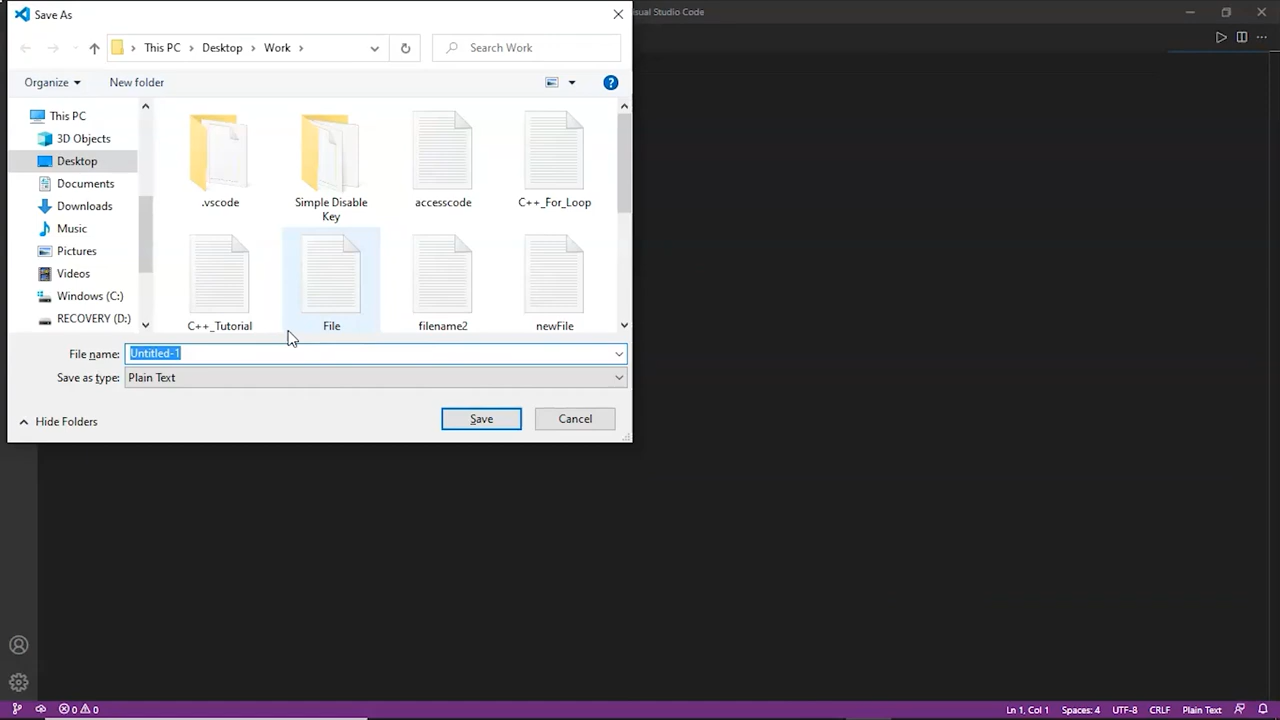 Save As
isual Studio Code
This PC
Desktop
Work
Search Work
Organize
New folder
This PC
3D Objects
Desktop
Documents
Downloads
Music
Pictures
Videos
Windows (C:)
RECOVERY (D:)
.vscode
Simple Disable
Key
accesscode
C++_For_Loop
C++_Tutorial
File
filename2
newFile
File name:
Untitled-1
Save as type:
Plain Text
Hide Folders
Save
Cancel
0 0
Ln 1, Col 1
Spaces: 4
UTF-8
CRLF
Plain Text